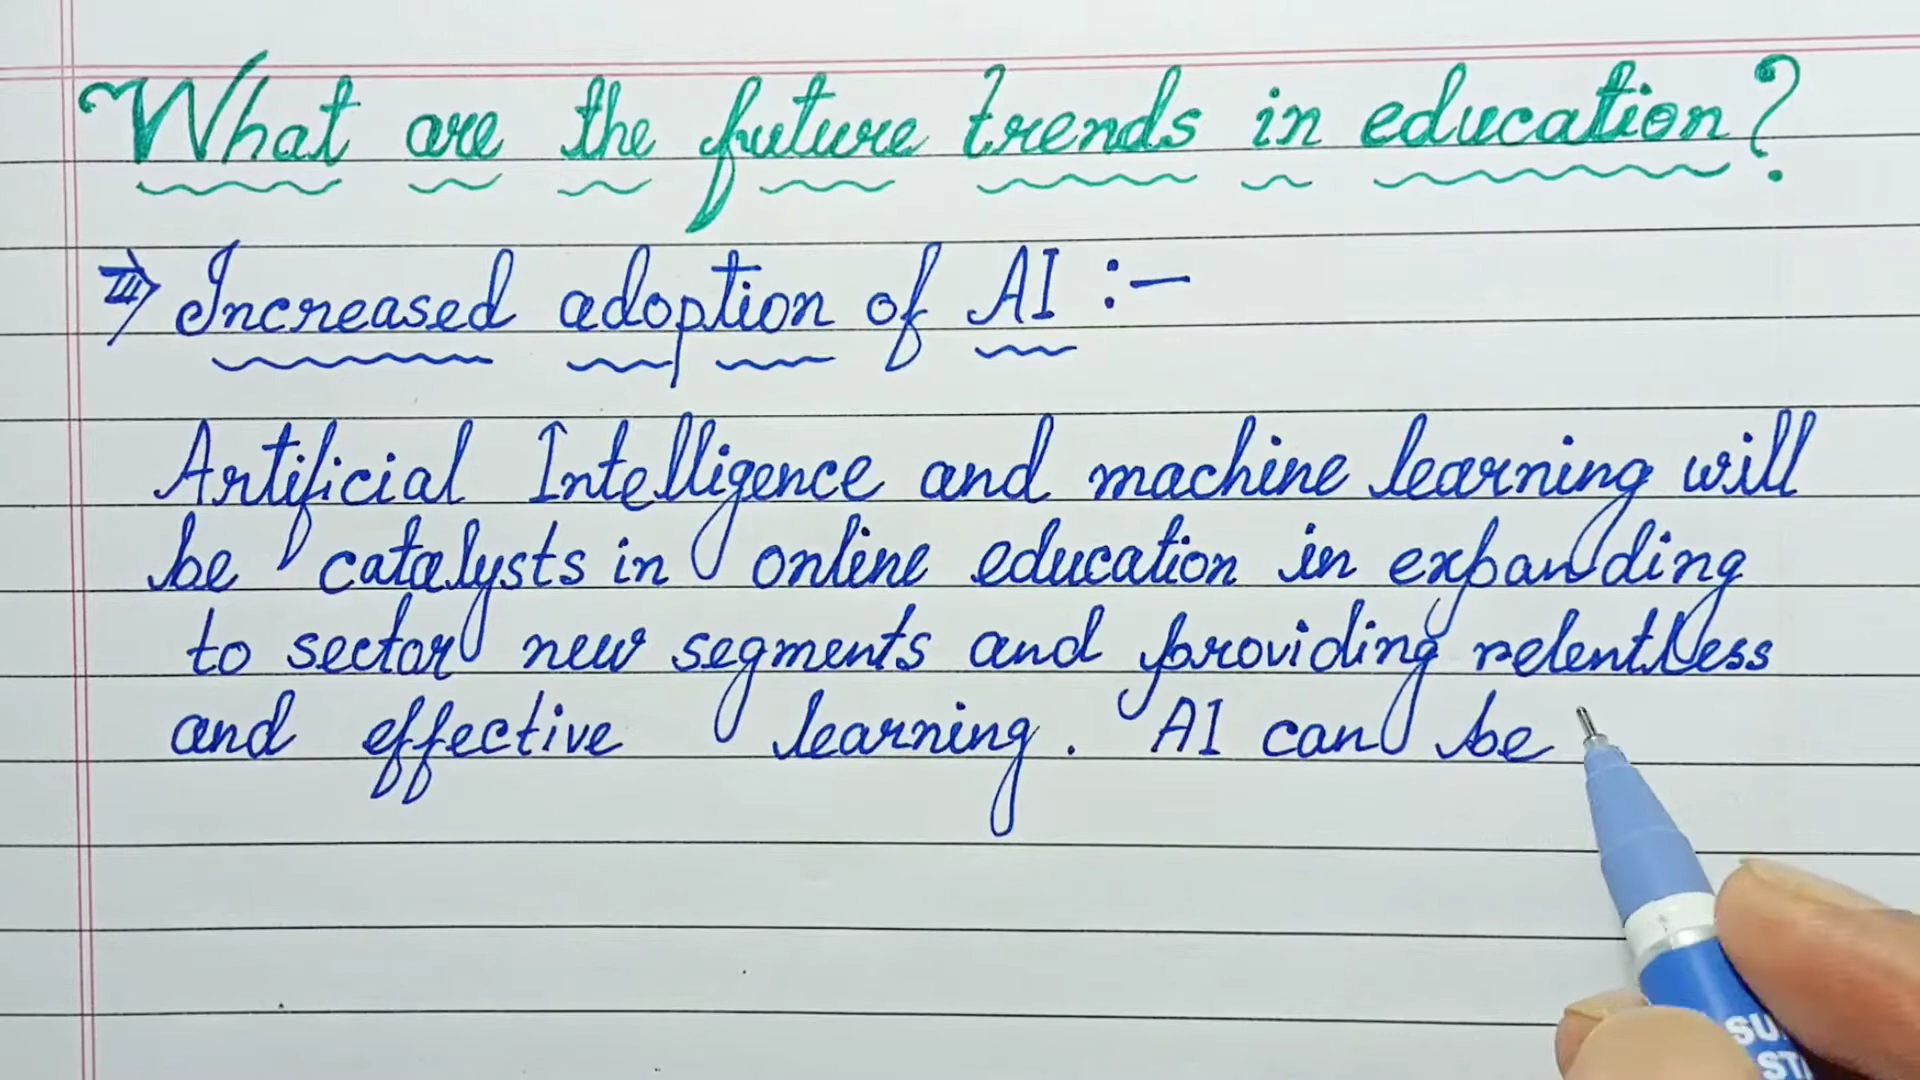 What are the future trends in education?
⇒ Increased adoption of AI :-
Artificial Intelligence and machine learning will
be catalysts in online education in expanding
to sector new segments and providing relentless
and effective learning. AI can be